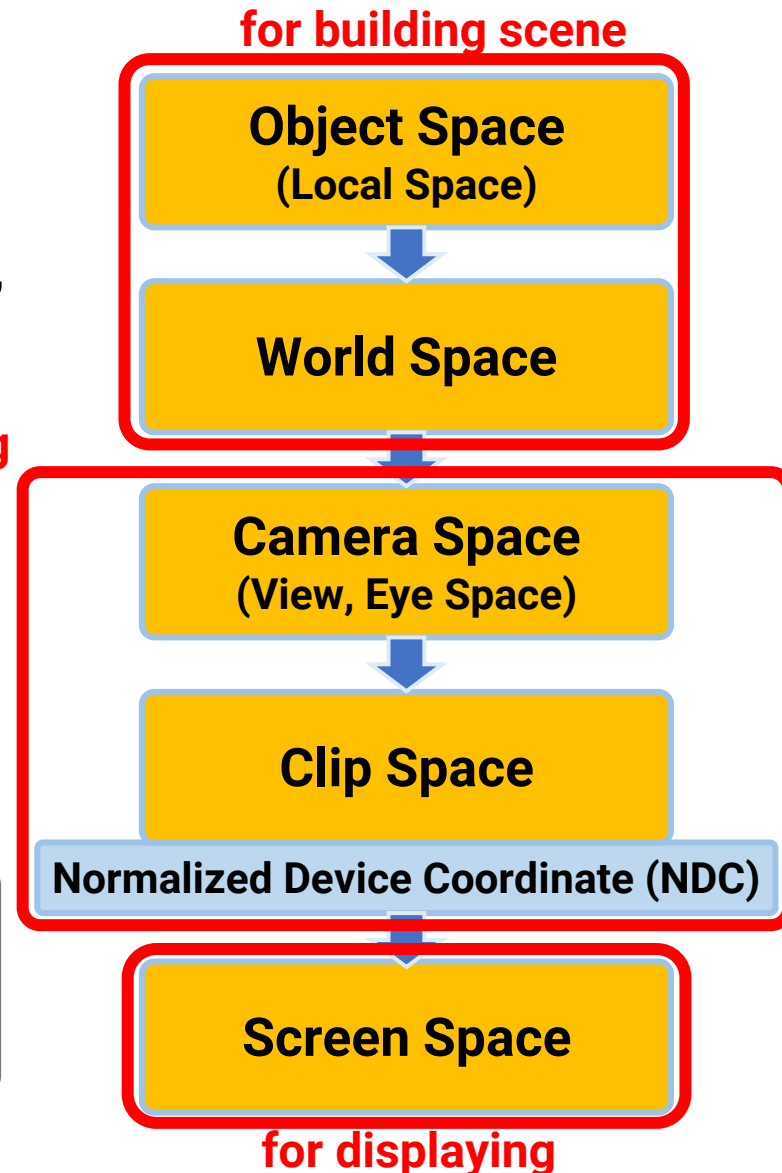 for building scene
Object Space
(Local Space)
World Space
Camera Space
(View, Eye Space)
Clip Space
Normalized Device Coordinate (NDC)
Screen Space
for displaying